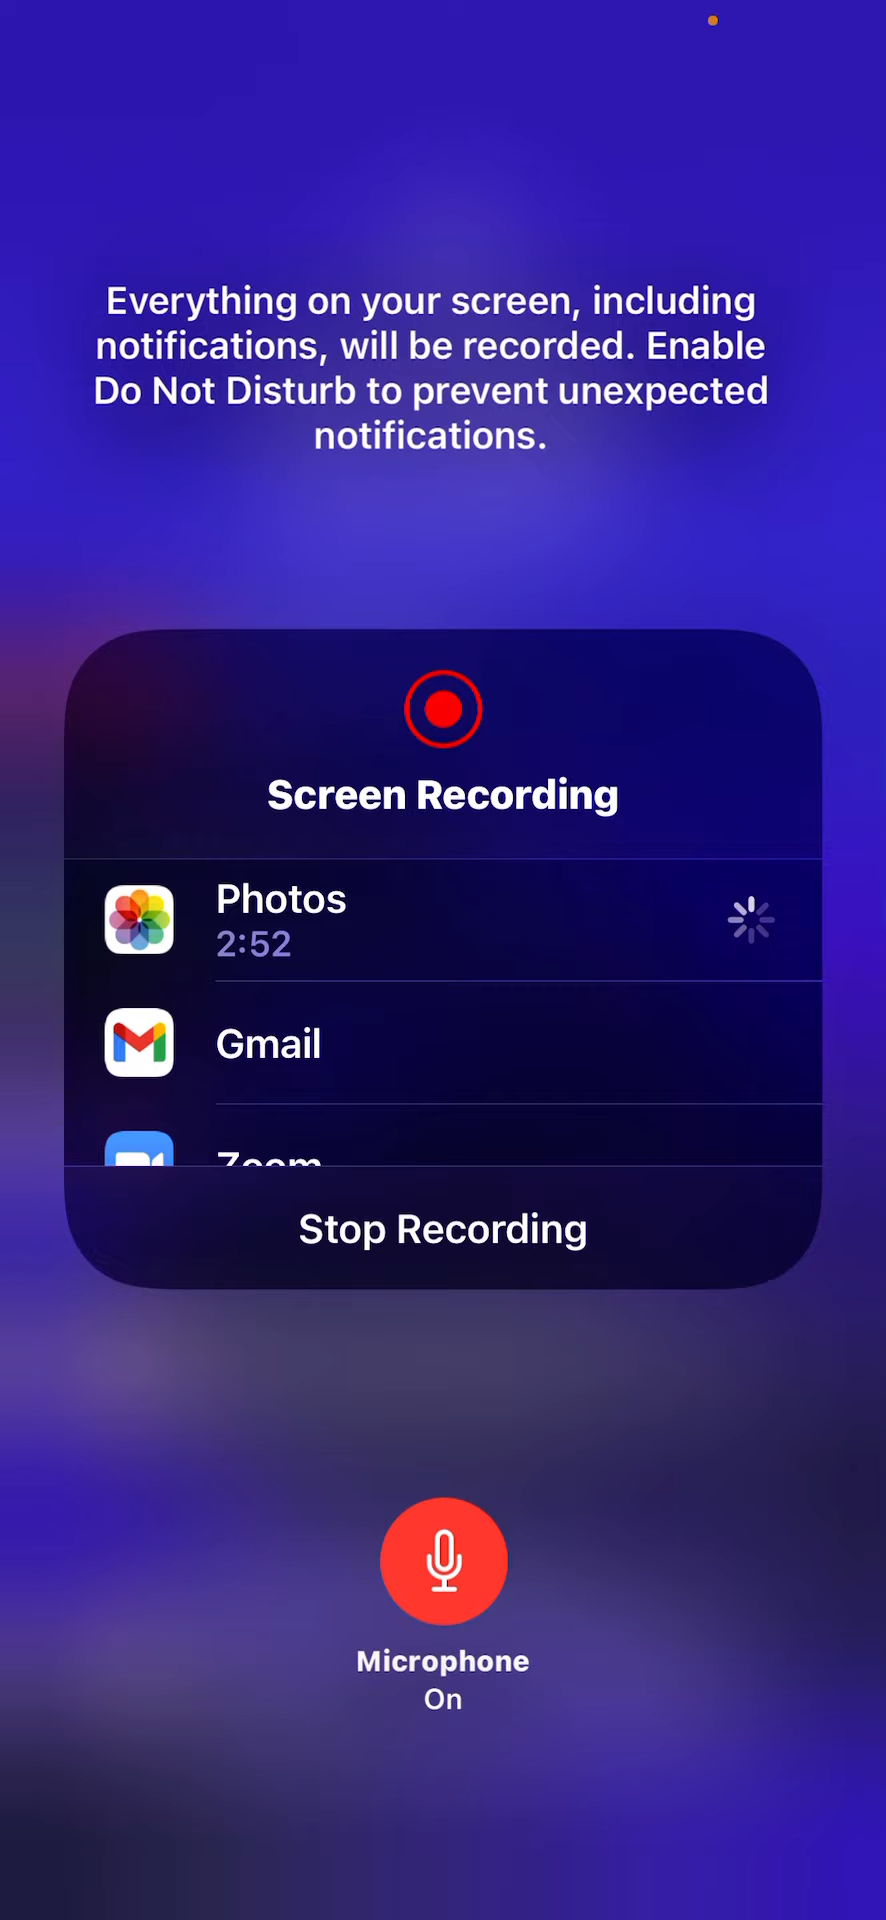 Everything on your screen, including
notifications, will be recorded. Enable
Do Not Disturb to prevent unexpected
notifications.
Screen Recording
Photos
2:52
Gmail
Zoom
Stop Recording
Microphone
On